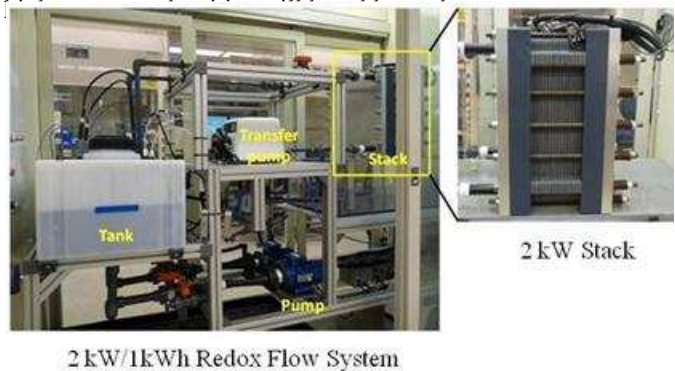 Transfer
pump
Stack
Tank
Pump
2 kW Stack
2 kW/1kWh Redox Flow System